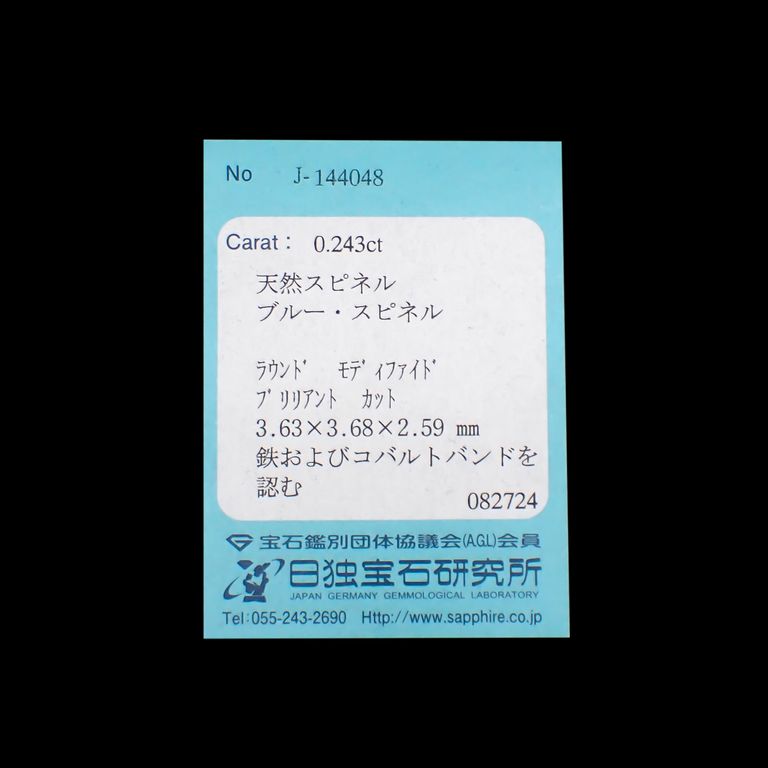 No J-144048
Carat： 0.243ct
天然スピネル
ブルー・スピネル
ﾗｳﾝﾄﾞ ﾓﾃﾞｨﾌｧｲﾄﾞ
ﾌﾞﾘﾘｱﾝﾄ ｶｯﾄ
3.63×3.68×2.59 mm
鉄およびコバルトバンドを
認む
082724
宝石鑑別団体協議会(AGL)会員
日独宝石研究所
JAPAN GERMANY GEMMOLOGICAL LABORATORY
Tel:055-243-2690 Http://www.sapphire.co.jp